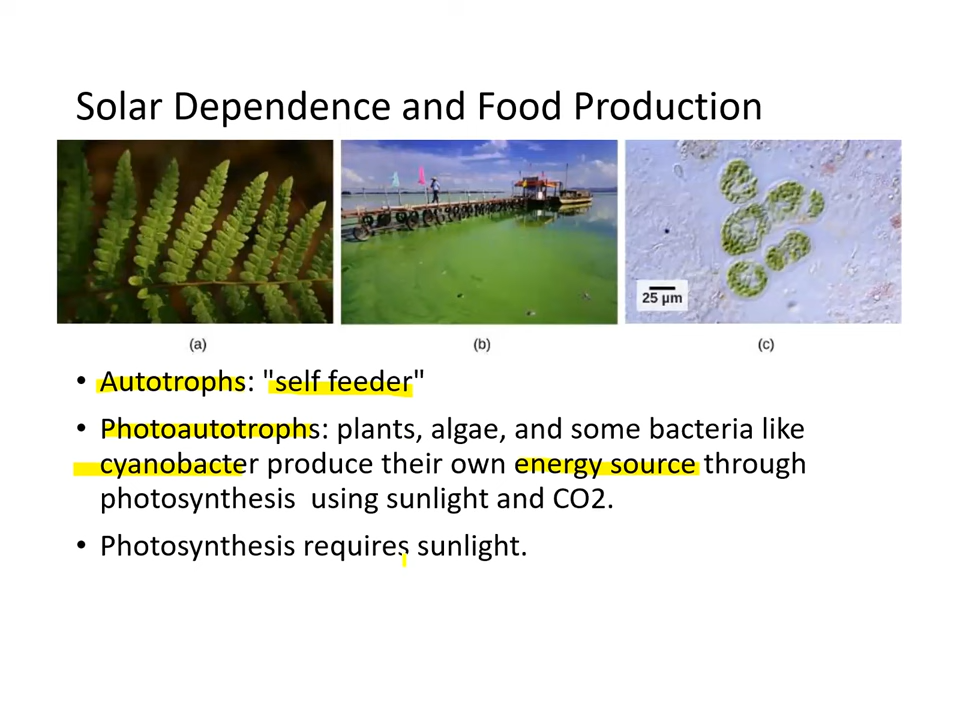 Solar Dependence and Food Production
25 µm
(a)
(b)
(c)
• Autotrophs: "self feeder"
• Photoautotrophs: plants, algae, and some bacteria like
cyanobacter produce their own energy source through
photosynthesis  using sunlight and CO2.
• Photosynthesis requires sunlight.